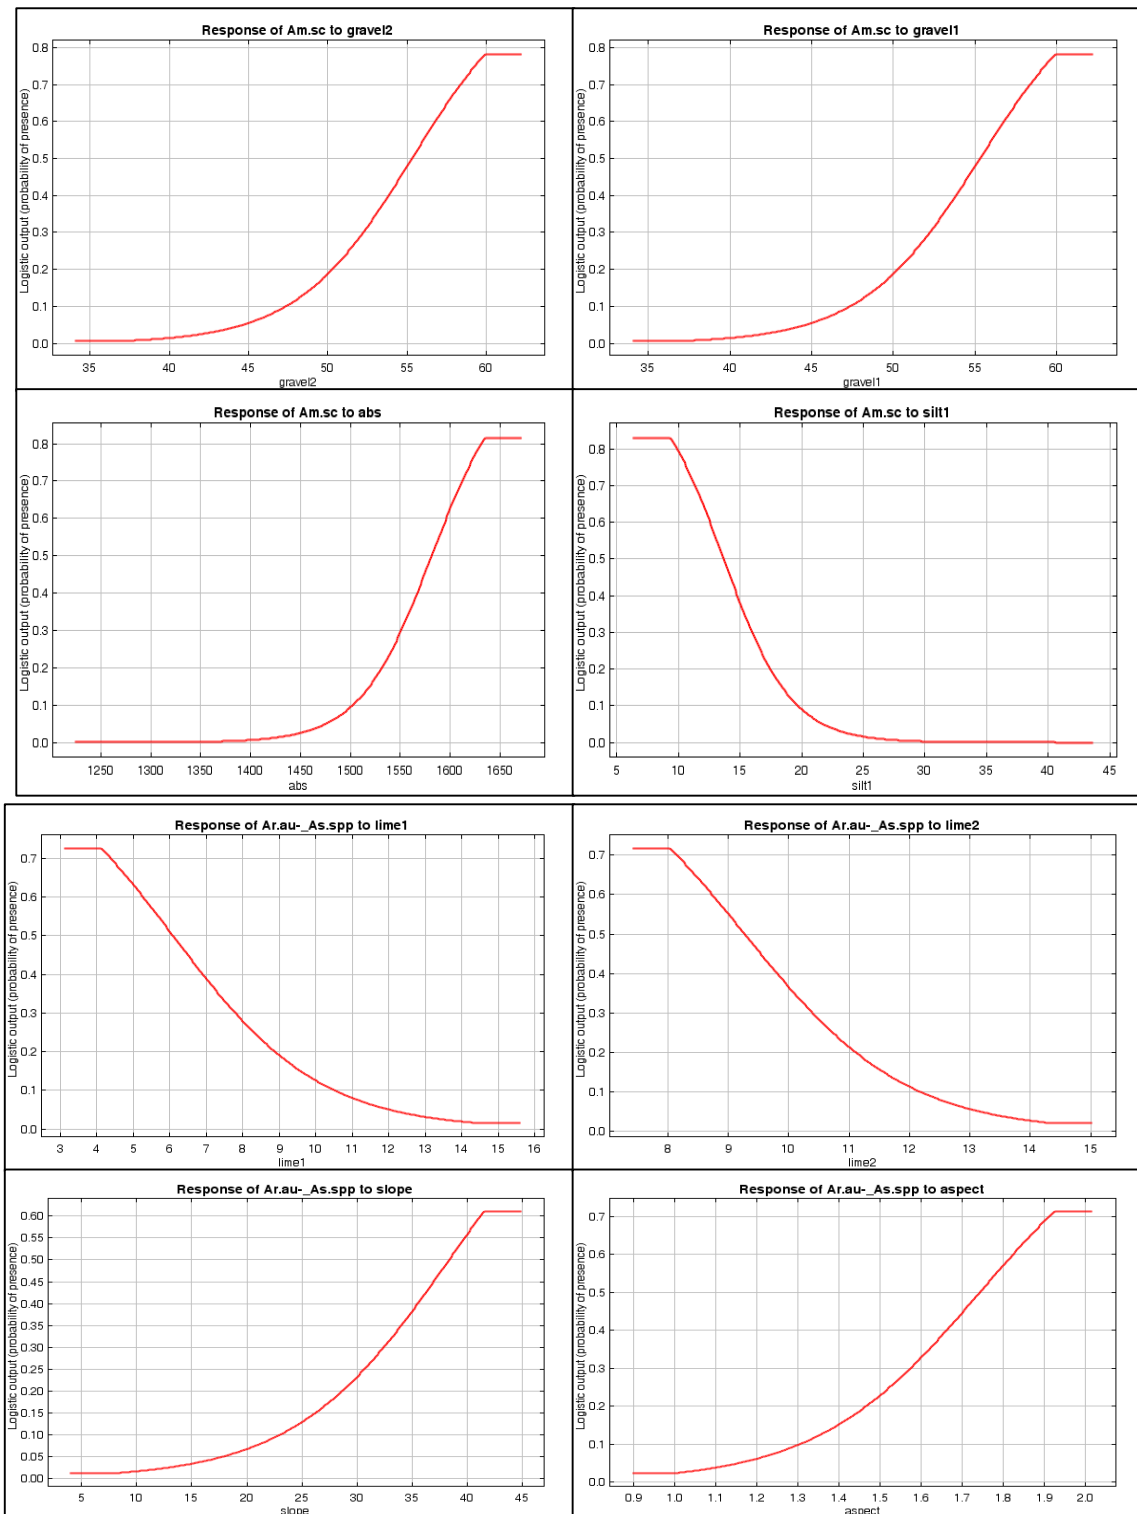 Response of Am.sc to gravel2
Logistic output (probability of presence)
0.8
0.7
0.6
0.5
0.4
0.3
0.2
0.1
0.0
35 40 45 50 55 60
gravel2
Response of Am.sc to gravel1
Logistic output (probability of presence)
0.8
0.7
0.6
0.5
0.4
0.3
0.2
0.1
0.0
35 40 45 50 55 60
gravel1
Response of Am.sc to abs
Logistic output (probability of presence)
0.8
0.7
0.6
0.5
0.4
0.3
0.2
0.1
0.0
1250 1300 1350 1400 1450 1500 1550 1600 1650
abs
Response of Am.sc to silt1
Logistic output (probability of presence)
0.8
0.7
0.6
0.5
0.4
0.3
0.2
0.1
0.0
5 10 15 20 25 30 35 40 45
silt1
Response of Ar.au-_As.spp to lime1
Logistic output (probability of presence)
0.7
0.6
0.5
0.4
0.3
0.2
0.1
0.0
3 4 5 6 7 8 9 10 11 12 13 14 15 16
lime1
Response of Ar.au-_As.spp to lime2
Logistic output (probability of presence)
0.7
0.6
0.5
0.4
0.3
0.2
0.1
0.0
8 9 10 11 12 13 14 15
lime2
Response of Ar.au-_As.spp to slope
Logistic output (probability of presence)
0.60
0.55
0.50
0.45
0.40
0.35
0.30
0.25
0.20
0.15
0.10
0.05
0.00
5 10 15 20 25 30 35 40 45
slope
Response of Ar.au-_As.spp to aspect
Logistic output (probability of presence)
0.7
0.6
0.5
0.4
0.3
0.2
0.1
0.0
0.9 1.0 1.1 1.2 1.3 1.4 1.5 1.6 1.7 1.8 1.9 2.0
aspect